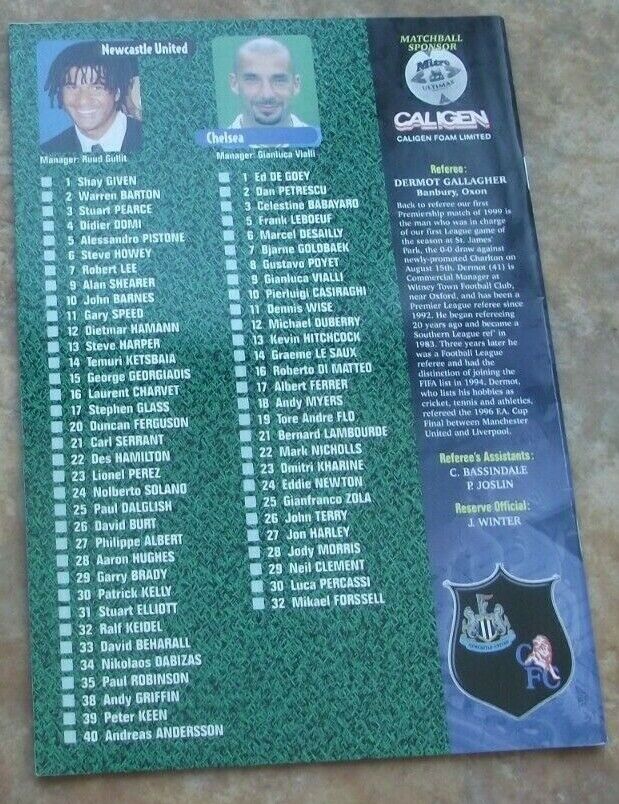 Newcastle United
Manager: Ruud Gullit
1 Shay GIVEN
2 Warren BARTON
3 Stuart PEARCE
4 Didier DOMI
5 Alessandro PISTONE
6 Steve HOWEY
7 Robert LEE
9 Alan SHEARER
10 John BARNES
11 Gary SPEED
12 Dietmar HAMANN
13 Steve HARPER
14 Temuri KETSBAIA
15 George GEORGIADIS
16 Laurent CHARVET
17 Stephen GLASS
20 Duncan FERGUSON
21 Carl SERRANT
22 Des HAMILTON
23 Lionel PEREZ
24 Nolberto SOLANO
25 Paul DALGLISH
26 David BURT
27 Philippe ALBERT
28 Aaron HUGHES
29 Garry BRADY
30 Patrick KELLY
31 Stuart ELLIOTT
32 Ralf KEIDEL
33 David BEHARALL
34 Nikolaos DABIZAS
35 Paul ROBINSON
38 Andy GRIFFIN
39 Peter KEEN
40 Andreas ANDERSSON
Chelsea
Manager: Gianluca Vialli
1 Ed DE GOEY
2 Dan PETRESCU
3 Celestine BABAYARO
5 Frank LEBOEUF
6 Marcel DESAILLY
7 Bjarne GOLDBAEK
8 Gustavo POYET
9 Gianluca VIALLI
10 Pierluigi CASIRAGHI
11 Dennis WISE
12 Michael DUBERRY
13 Kevin HITCHCOCK
14 Graeme LE SAUX
16 Roberto DI MATTEO
17 Albert FERRER
18 Andy MYERS
19 Tore Andre FLO
21 Bernard LAMBOURDE
22 Mark NICHOLLS
23 Dmitri KHARINE
24 Eddie NEWTON
25 Gianfranco ZOLA
26 John TERRY
27 Jon HARLEY
28 Jody MORRIS
29 Neil CLEMENT
30 Luca PERCASSI
32 Mikael FORSSELL
MATCHBALL
SPONSOR
Mitre
ULTIMAX
CALIGEN
CALIGEN FOAM LIMITED
Referee:
DERMOT GALLAGHER
Banbury, Oxon
Back to referee our first
Premiership match of 1999 is
the man who was in charge
of our first League game of
the season at St. James'
Park, the 0-0 draw against
newly-promoted Charlton on
August 15th. Dermot (41) is
Commercial Manager at
Witney Town Football Club,
near Oxford, and has been a
Premier League referee since
1992. He began refereeing
20 years ago and became a
Southern League ref' in
1983. Three years later he
was a Football League
referee and had the
distinction of joining the
FIFA list in 1994. Dermot,
who lists his hobbies as
cricket, tennis and athletics,
refereed the 1996 F.A. Cup
Final between Manchester
United and Liverpool.
Referee's Assistants:
C. BASSINDALE
P. JOSLIN
Reserve Official:
J. WINTER
NEWCASTLE UNITED
CFC